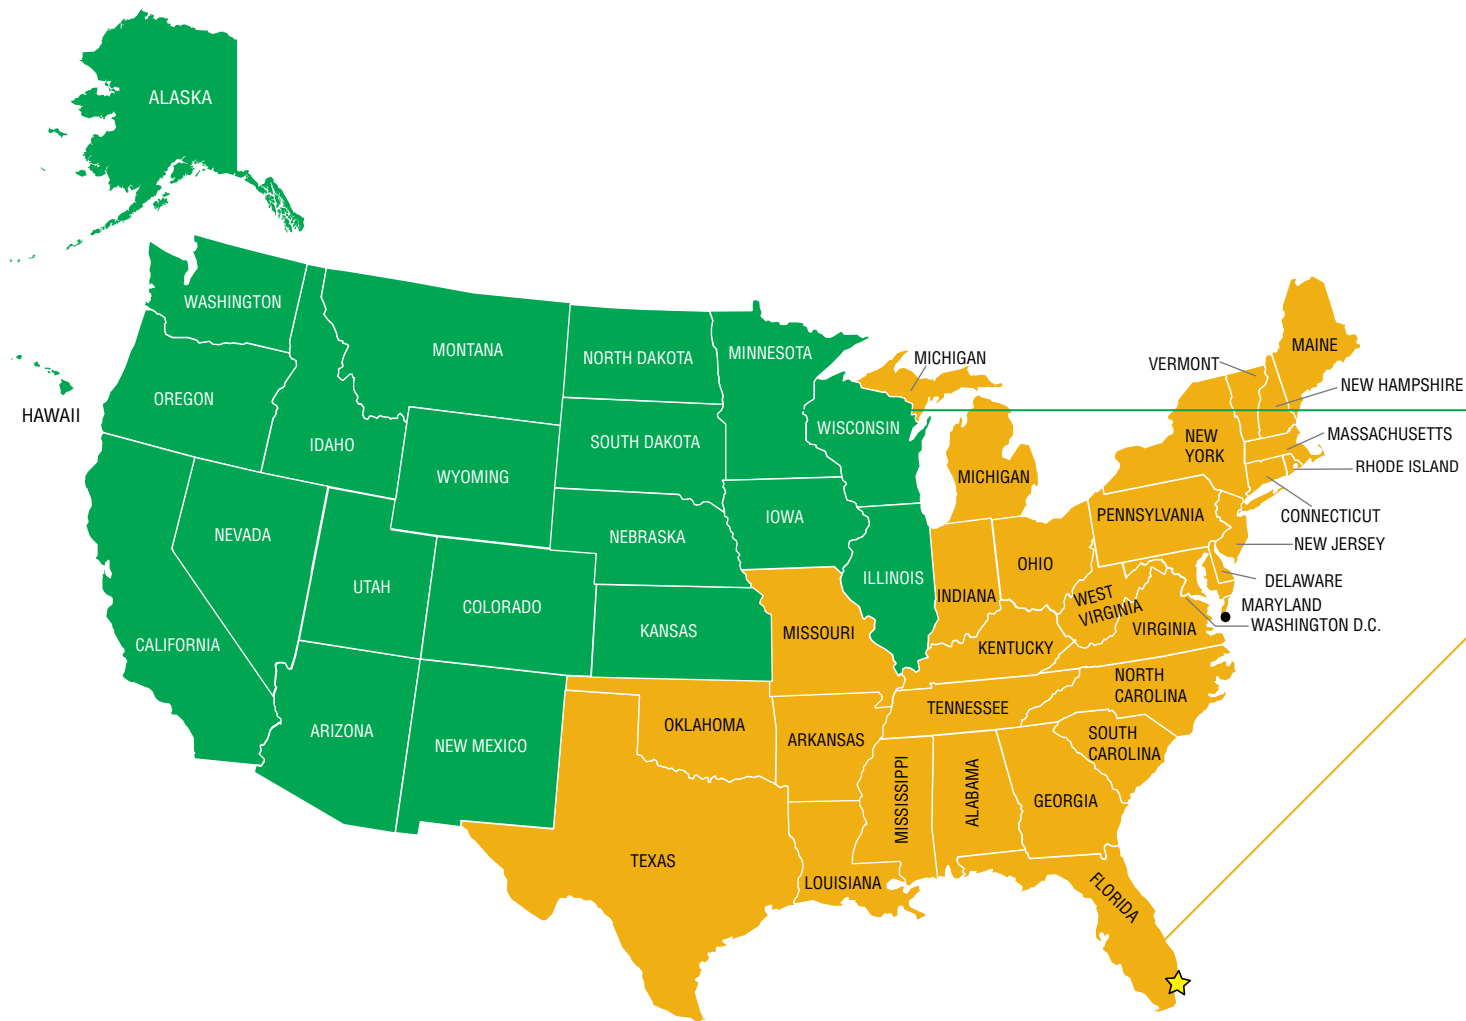 ALASKA
WASHINGTON
MONTANA
NORTH DAKOTA
MINNESOTA
MICHIGAN
MAINE
VERMONT
NEW HAMPSHIRE
HAWAII
OREGON
IDAHO
WYOMING
SOUTH DAKOTA
WISCONSIN
MICHIGAN
NEW
YORK
MASSACHUSETTS
RHODE ISLAND
CONNECTICUT
NEVADA
NEBRASKA
IOWA
PENNSYLVANIA
NEW JERSEY
UTAH
COLORADO
ILLINOIS
INDIANA
OHIO
WEST
VIRGINIA
DELAWARE
MARYLAND
WASHINGTON D.C.
CALIFORNIA
KANSAS
MISSOURI
KENTUCKY
VIRGINIA
ARIZONA
NEW MEXICO
OKLAHOMA
ARKANSAS
TENNESSEE
NORTH
CAROLINA
SOUTH
CAROLINA
MISSISSIPPI
ALABAMA
GEORGIA
TEXAS
LOUISIANA
FLORIDA